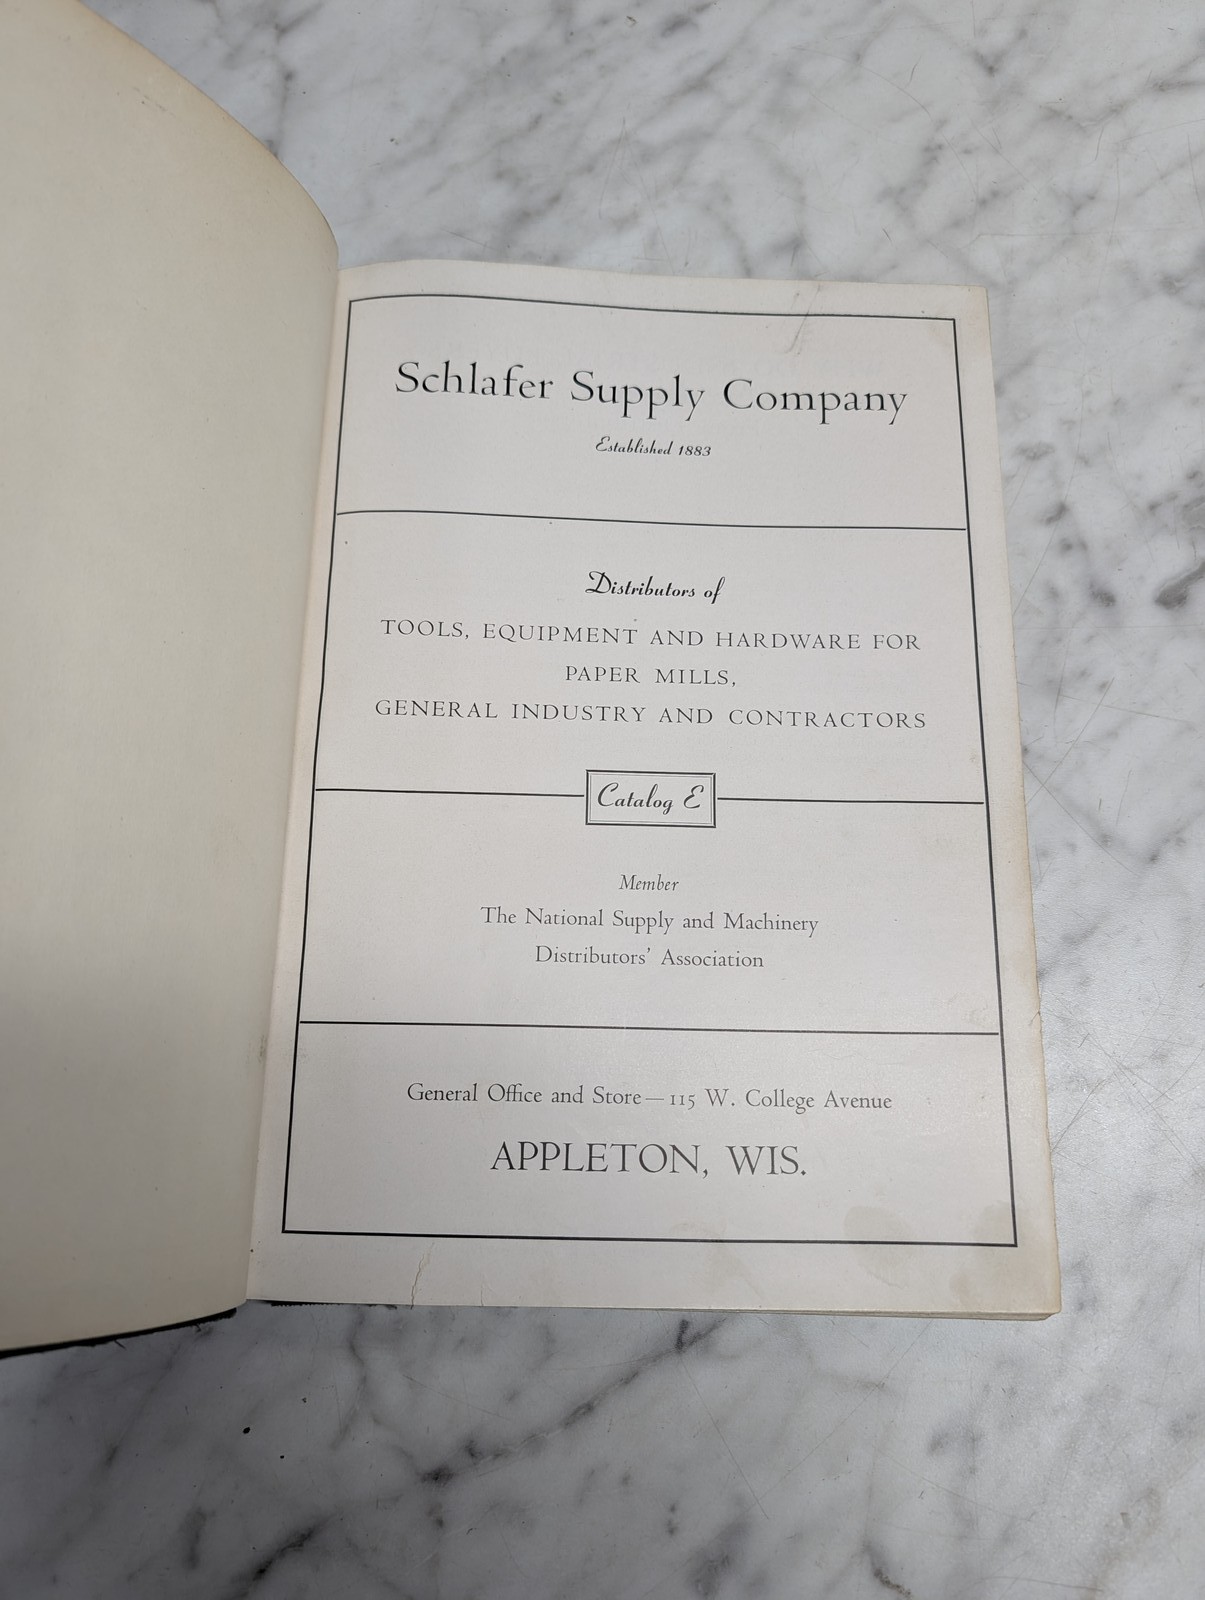 Schlafer Supply Company
Established 1883
Distributors of
TOOLS, EQUIPMENT AND HARDWARE FOR
PAPER MILLS,
GENERAL INDUSTRY AND CONTRACTORS
Catalog E
Member
The National Supply and Machinery
Distributors' Association
General Office and Store—115 W. College Avenue
APPLETON, WIS.